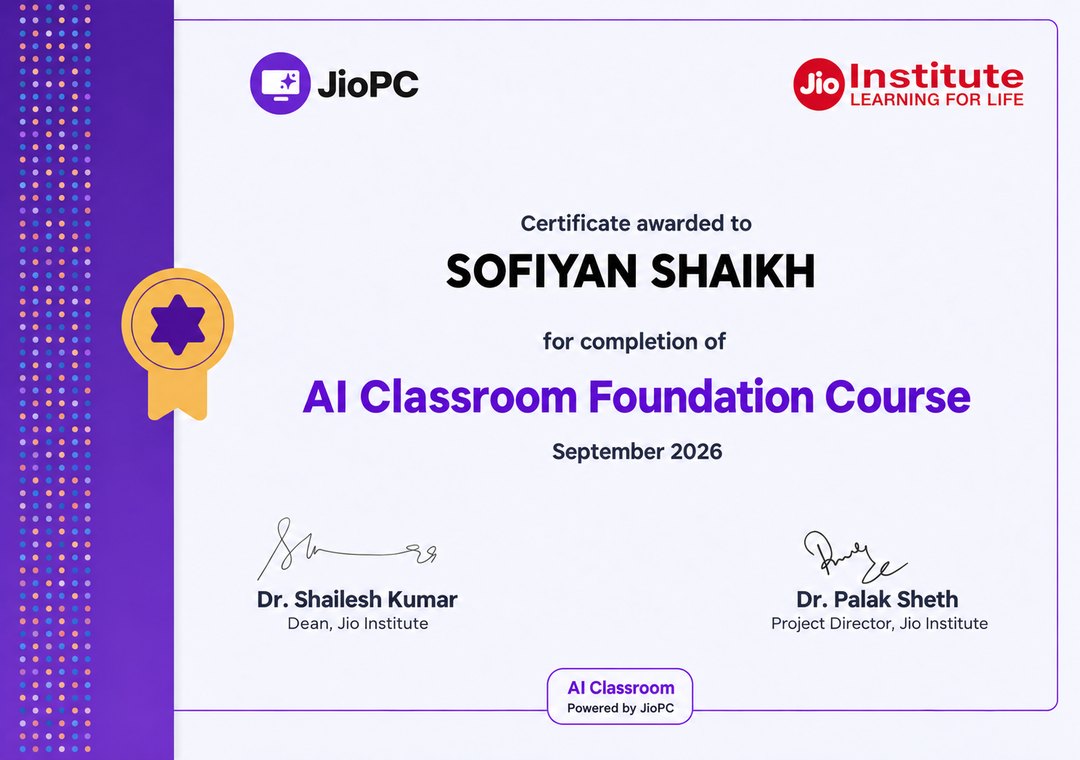 JioPC
Jio Institute
LEARNING FOR LIFE
Certificate awarded to
SOFIYAN SHAIKH
for completion of
AI Classroom Foundation Course
September 2026
Dr. Shailesh Kumar
Dean, Jio Institute
Dr. Palak Sheth
Project Director, Jio Institute
AI Classroom
Powered by JioPC